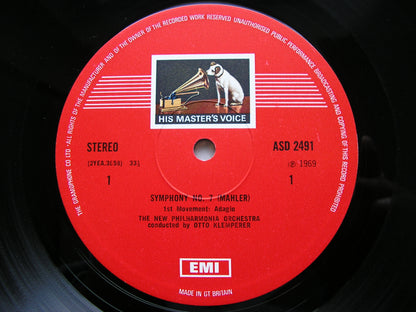 ALL RIGHTS OF THE MANUFACTURER AND OF THE OWNER OF THE RECORDED WORK RESERVED UNAUTHORISED PUBLIC PERFORMANCE BROADCASTING AND COPYING OF THIS RECORD PROHIBITED
THE GRAMOPHONE CO LTD
HIS MASTER'S VOICE
STEREO
ASD 2491
(2YEA.3658) 33⅓
℗ 1969
1
1
SYMPHONY NO. 7 (MAHLER)
1st Movement: Adagio
THE NEW PHILHARMONIA ORCHESTRA
conducted by OTTO KLEMPERER
EMI
MADE IN GT BRITAIN